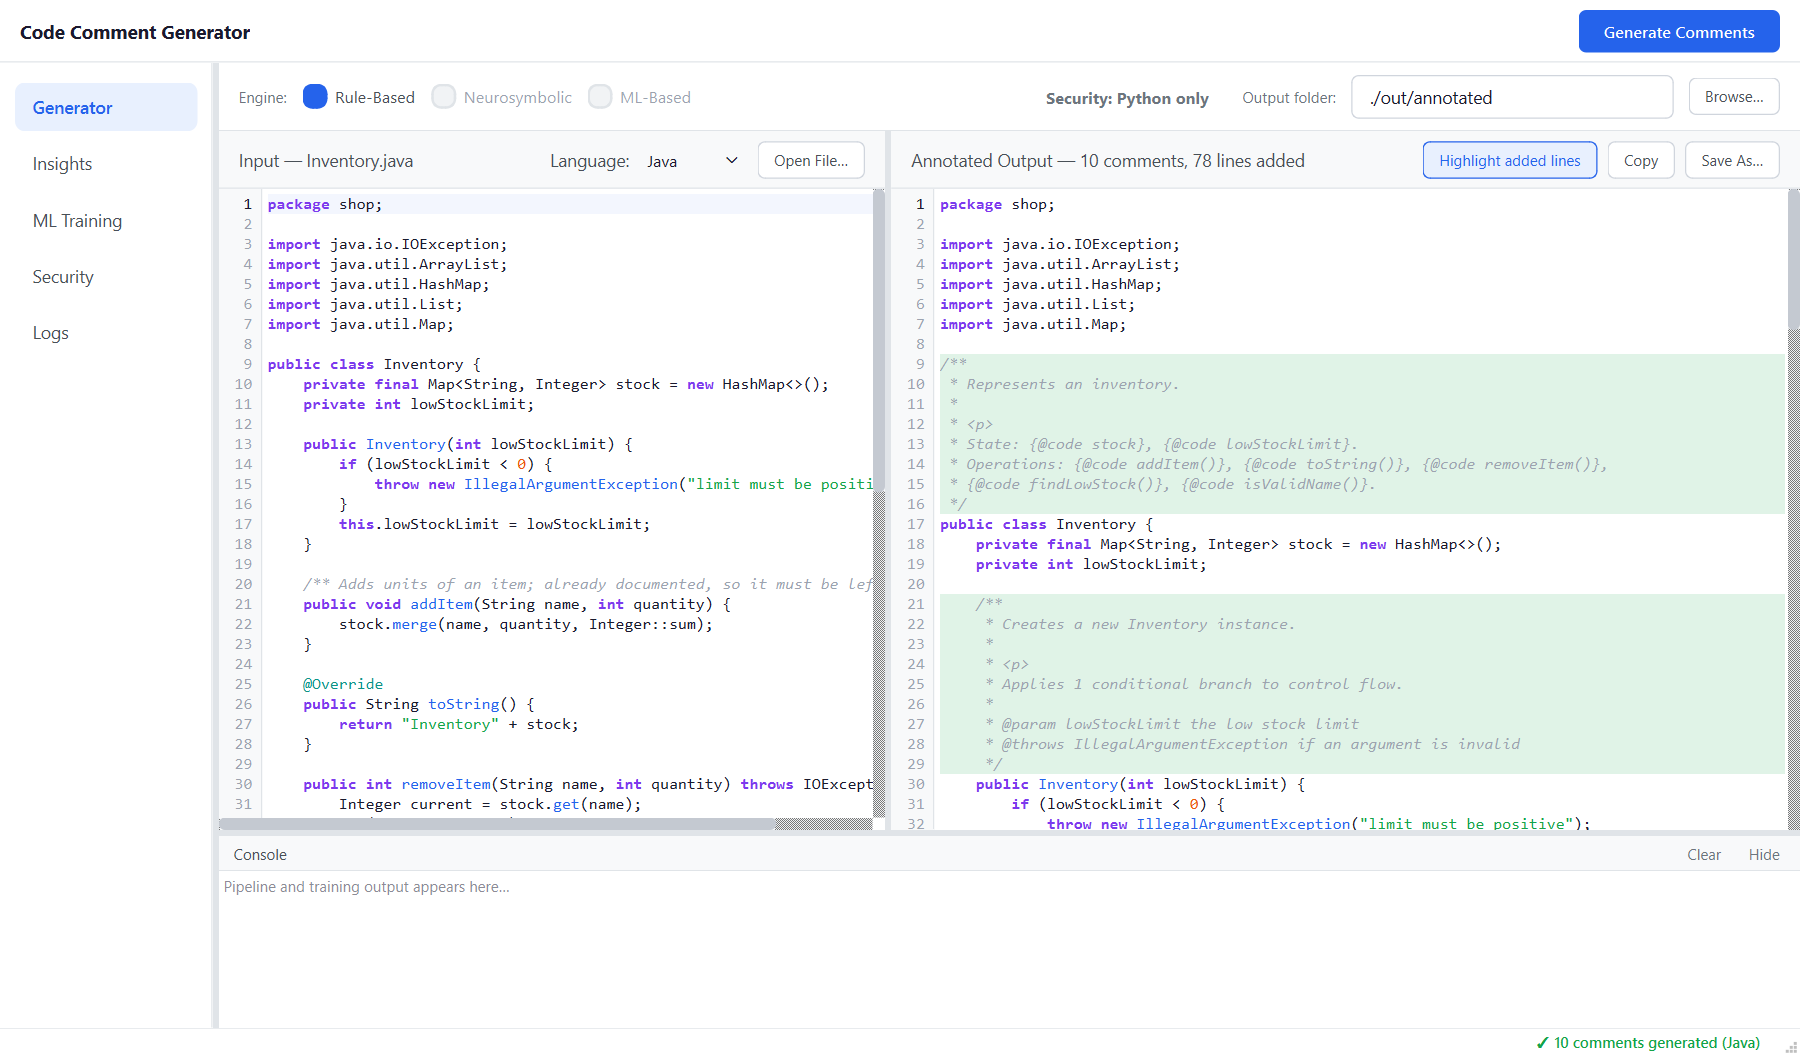 Code Comment Generator
Generate Comments
Generator
Insights
ML Training
Security
Logs
Engine: Rule-Based Neurosymbolic ML-Based
Security: Python only Output folder: ./out/annotated Browse...
Input — Inventory.java Language: Java Open File...
1 package shop;
2
3 import java.io.IOException;
4 import java.util.ArrayList;
5 import java.util.HashMap;
6 import java.util.List;
7 import java.util.Map;
8
9 public class Inventory {
10 private final Map<String, Integer> stock = new HashMap<>();
11 private int lowStockLimit;
12
13 public Inventory(int lowStockLimit) {
14 if (lowStockLimit < 0) {
15 throw new IllegalArgumentException("limit must be positi
16 }
17 this.lowStockLimit = lowStockLimit;
18 }
19
20 /** Adds units of an item; already documented, so it must be lef
21 public void addItem(String name, int quantity) {
22 stock.merge(name, quantity, Integer::sum);
23 }
24
25 @Override
26 public String toString() {
27 return "Inventory" + stock;
28 }
29
30 public int removeItem(String name, int quantity) throws IOExcept
31 Integer current = stock.get(name);
Annotated Output — 10 comments, 78 lines added Highlight added lines Copy Save As...
1 package shop;
2
3 import java.io.IOException;
4 import java.util.ArrayList;
5 import java.util.HashMap;
6 import java.util.List;
7 import java.util.Map;
8
9 /**
10 * Represents an inventory.
11 *
12 * <p>
13 * State: {@code stock}, {@code lowStockLimit}.
14 * Operations: {@code addItem()}, {@code toString()}, {@code removeItem()},
15 * {@code findLowStock()}, {@code isValidName()}.
16 */
17 public class Inventory {
18 private final Map<String, Integer> stock = new HashMap<>();
19 private int lowStockLimit;
20
21 /**
22 * Creates a new Inventory instance.
23 *
24 * <p>
25 * Applies 1 conditional branch to control flow.
26 *
27 * @param lowStockLimit the low stock limit
28 * @throws IllegalArgumentException if an argument is invalid
29 */
30 public Inventory(int lowStockLimit) {
31 if (lowStockLimit < 0) {
32 throw new IllegalArgumentException("limit must be positive");
Console Clear Hide
Pipeline and training output appears here...
✓ 10 comments generated (Java)